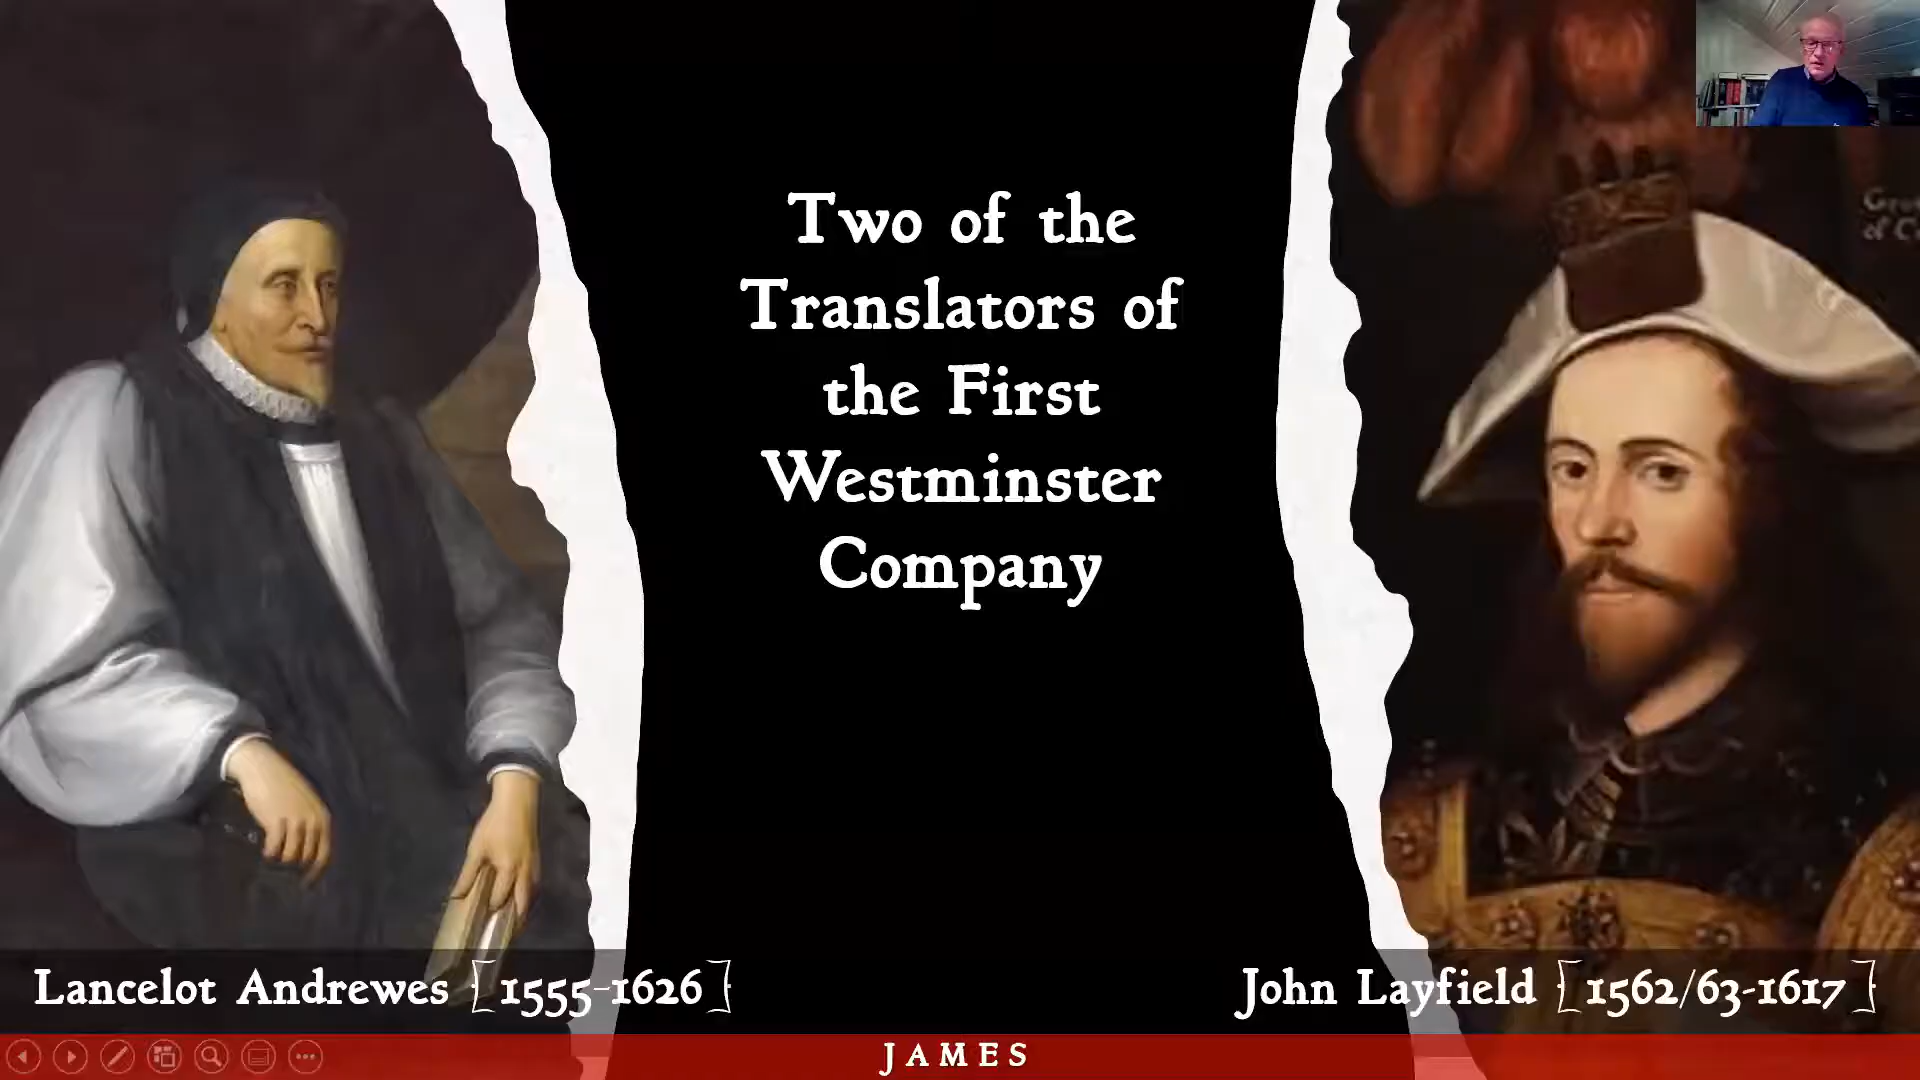 Two of the
Translators of
the First
Westminster
Company
Lancelot Andrewes [1555-1626]
John Layfield [1562/63-1617]
JAMES